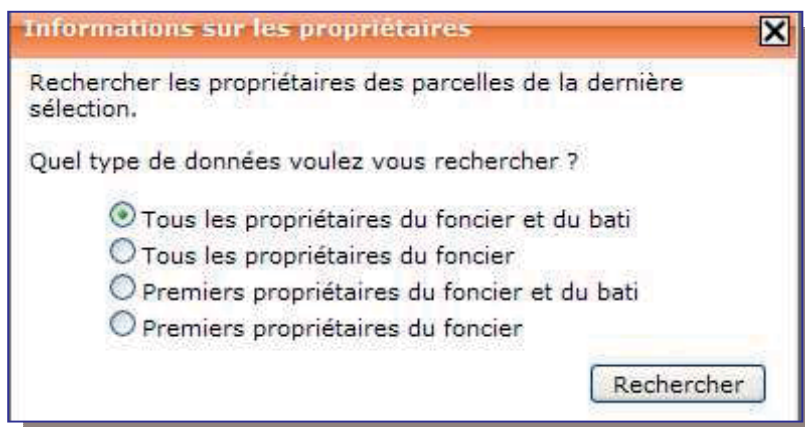 Informations sur les propriétaires
Rechercher les propriétaires des parcelles de la dernière
sélection.
Quel type de données voulez vous rechercher ?
Tous les propriétaires du foncier et du bati
Tous les propriétaires du foncier
Premiers propriétaires du foncier et du bati
Premiers propriétaires du foncier
Rechercher